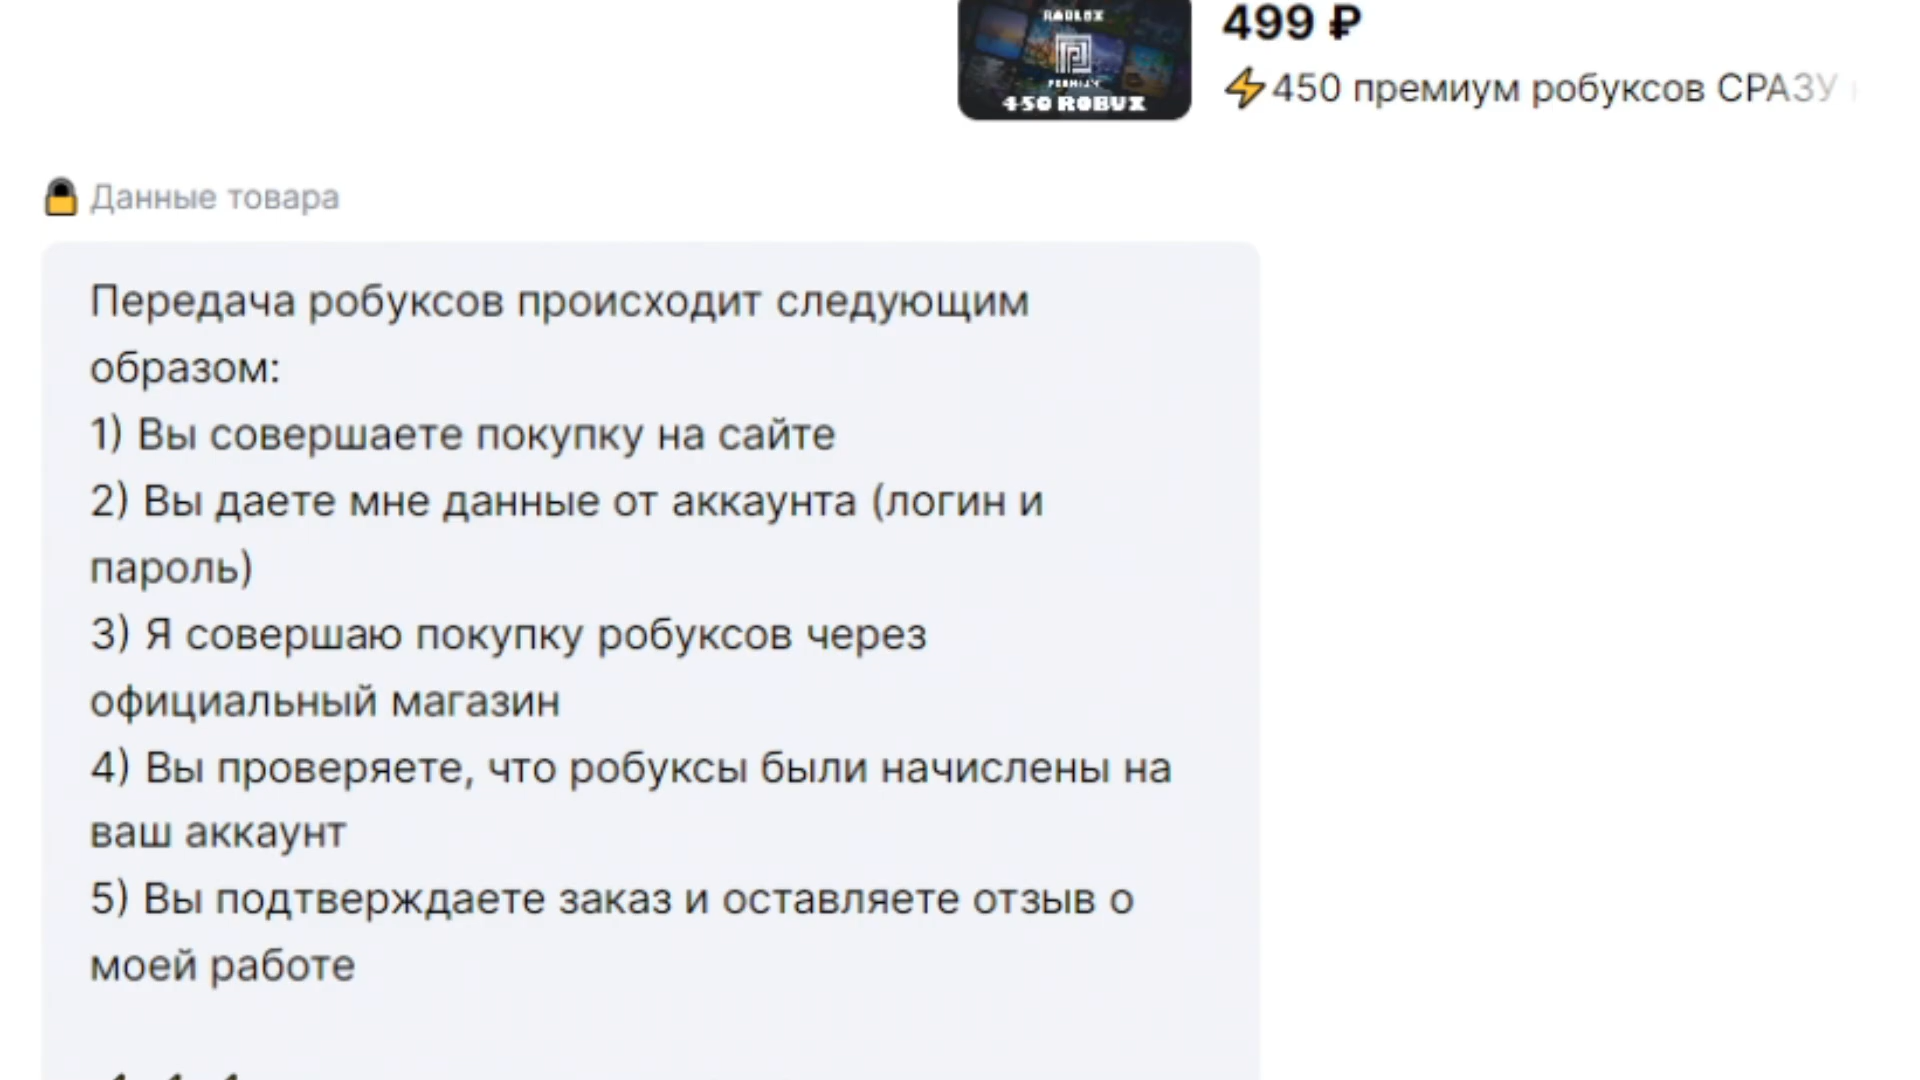 ROBLOX
PREMIUM
450 ROBUX
499 ₽
⚡450 премиум робуксов СРАЗУ
🔒 Данные товара
Передача робуксов происходит следующим
образом:
1) Вы совершаете покупку на сайте
2) Вы даете мне данные от аккаунта (логин и
пароль)
3) Я совершаю покупку робуксов через
официальный магазин
4) Вы проверяете, что робуксы были начислены на
ваш аккаунт
5) Вы подтверждаете заказ и оставляете отзыв о
моей работе